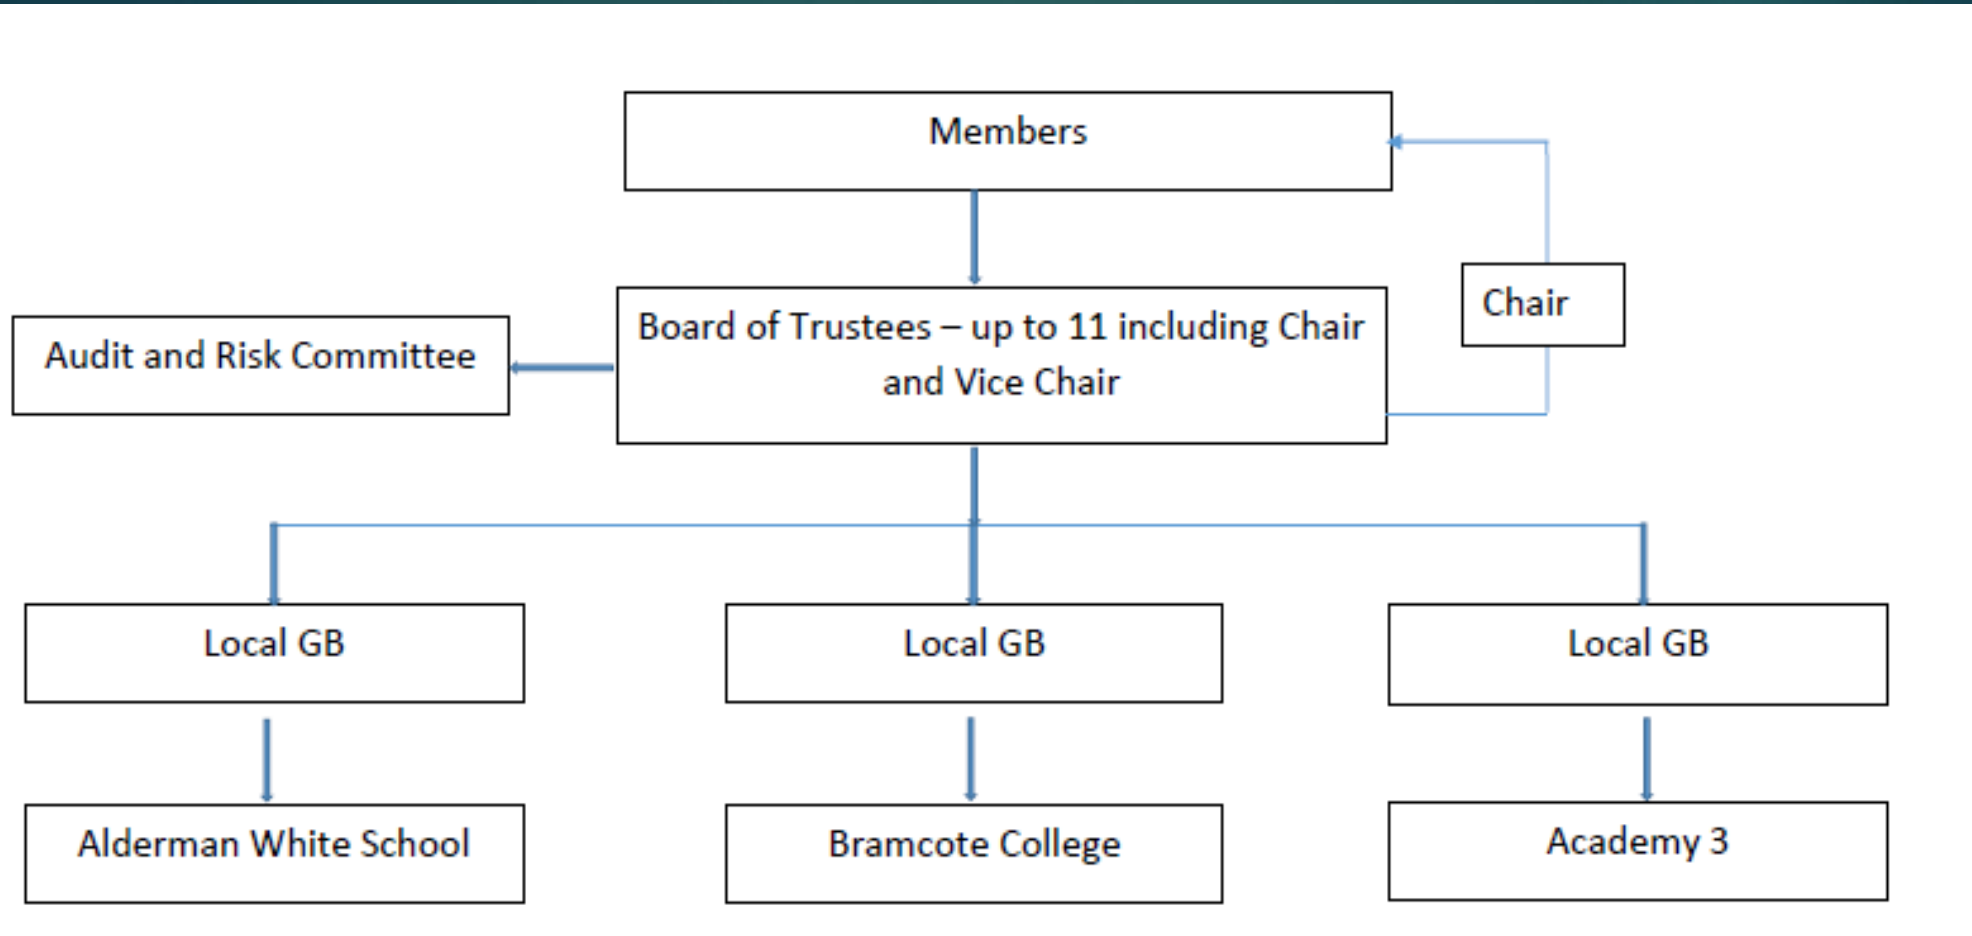 Members
Chair
Board of Trustees – up to 11 including Chair
and Vice Chair
Audit and Risk Committee
Local GB
Local GB
Local GB
Alderman White School
Bramcote College
Academy 3